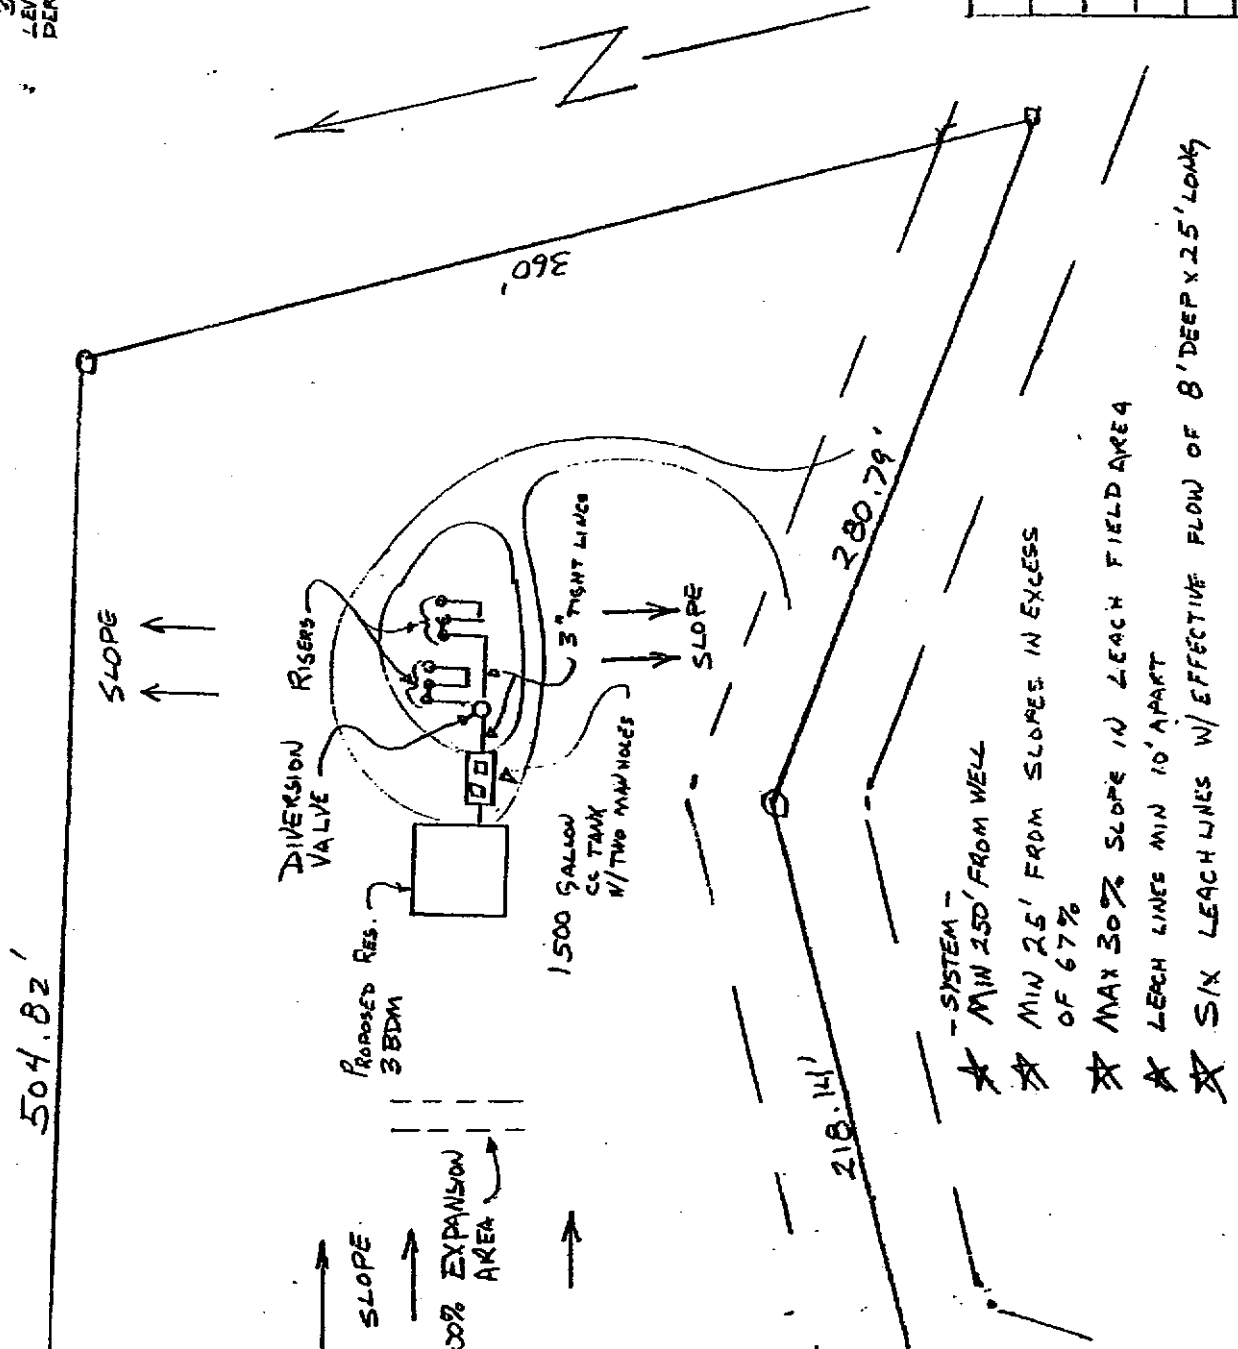 504.82'
360'
280.79'
218.14'
SLOPE
RISERS
DIVERSION
VALVE
3" TIGHT LINES
SLOPE
PROPOSED RES.
3 BDM
1500 GALLON
CC TANK
W/TWO MANHOLES
SLOPE
00% EXPANSION
AREA
- SYSTEM -
MIN 250' FROM WELL
MIN 25' FROM SLOPES IN EXCESS
OF 67%
MAX 30% SLOPE IN LEACH FIELD AREA
LEACH LINES MIN 10' APART
SIX LEACH LINES W/ EFFECTIVE FLOW OF 8' DEEP X 25' LONG